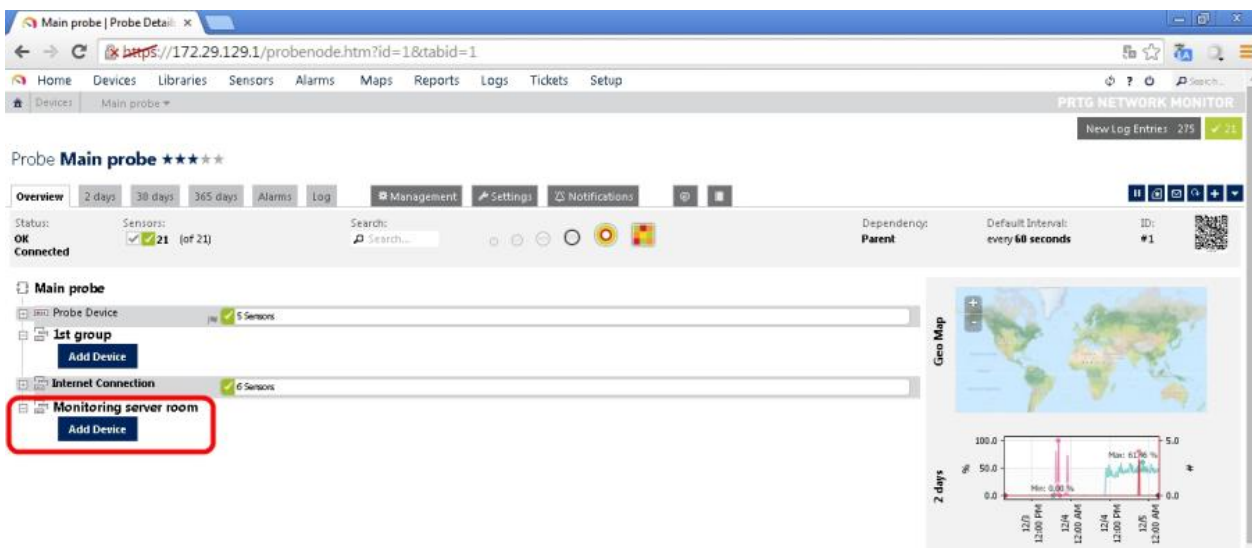 Main probe | Probe Detail:
https://172.29.129.1/probenode.htm?id=1&tabid=1
Home Devices Libraries Sensors Alarms Maps Reports Logs Tickets Setup ? Search...
Devices Main probe
PRTG NETWORK MONITOR
New Log Entries 275 21
Probe Main probe
Overview 2 days 30 days 365 days Alarms Log Management Settings Notifications
Status: Sensors: Search: Dependency: Default Interval: ID:
OK 21 (of 21) Search... Parent every 60 seconds #1
Connected
Main probe
Probe Device 5 Sensors
1st group
Add Device
Internet Connection 6 Sensors
Monitoring server room
Add Device
Geo Map
+
-
2 days
100.0 5.0
% 50.0 #
0.0 0.0
Max: 61.46 %
Min: 0.00 %
12/3 12:00 PM
12/4 12:00 AM
12/4 12:00 PM
12/5 12:00 AM